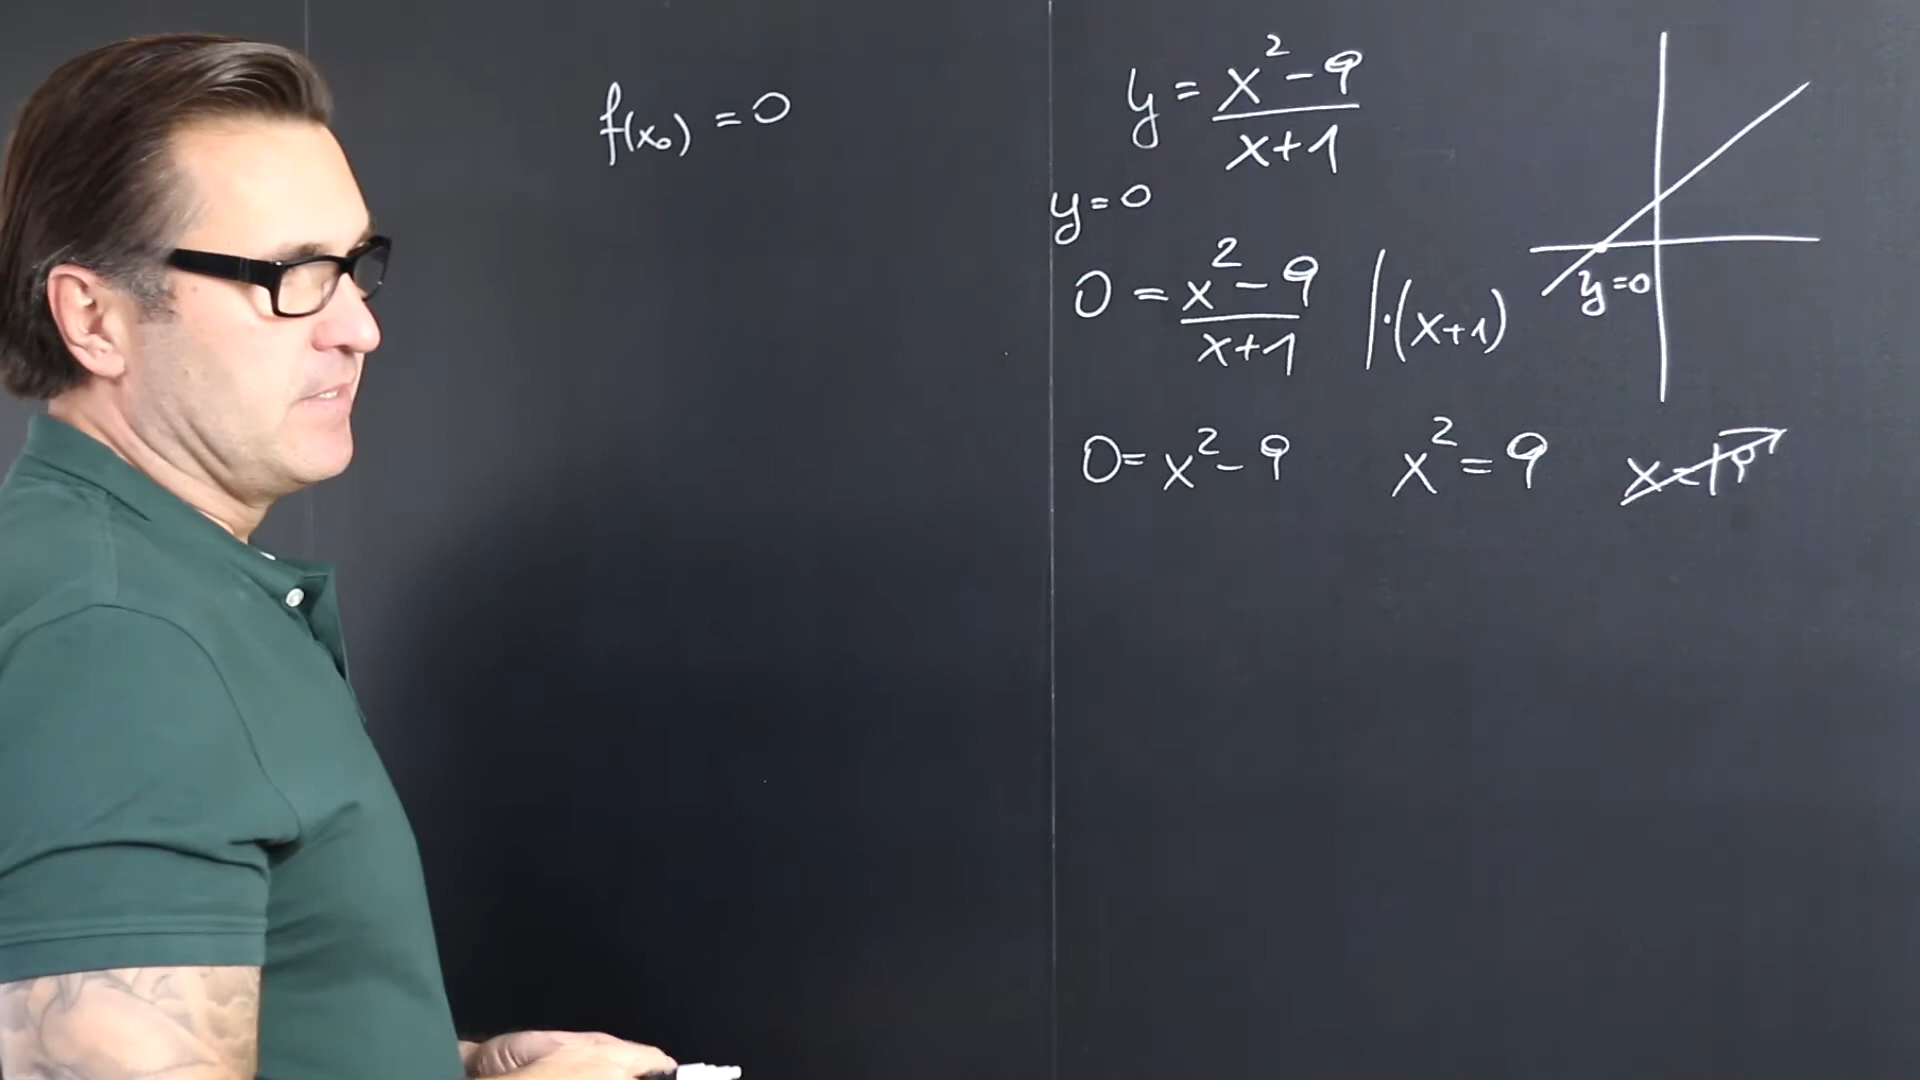 f(x₀) = 0
y = (x² - 9)/(x+1)
y = 0
0 = (x² - 9)/(x+1) | · (x+1)
y=0
0 = x² - 9    x² = 9